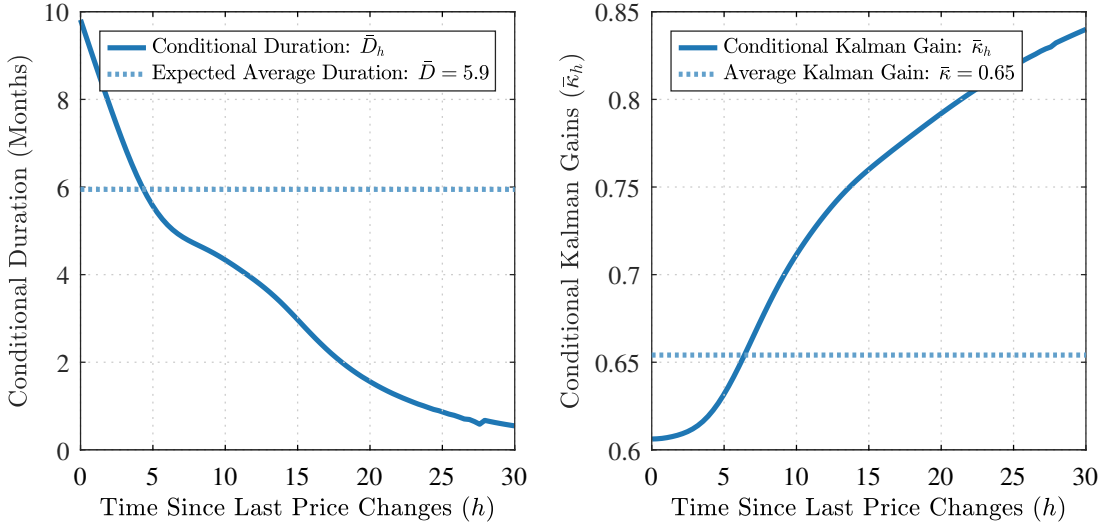 Conditional Duration: D̄ₕ
Expected Average Duration: D̄ = 5.9
10
8
6
4
2
0
Conditional Duration (Months)
0 5 10 15 20 25 30
Time Since Last Price Changes (h)
Conditional Kalman Gain: κ̄ₕ
Average Kalman Gain: κ̄ = 0.65
0.85
0.8
0.75
0.7
0.65
0.6
Conditional Kalman Gains (κ̄ₕ)
0 5 10 15 20 25 30
Time Since Last Price Changes (h)